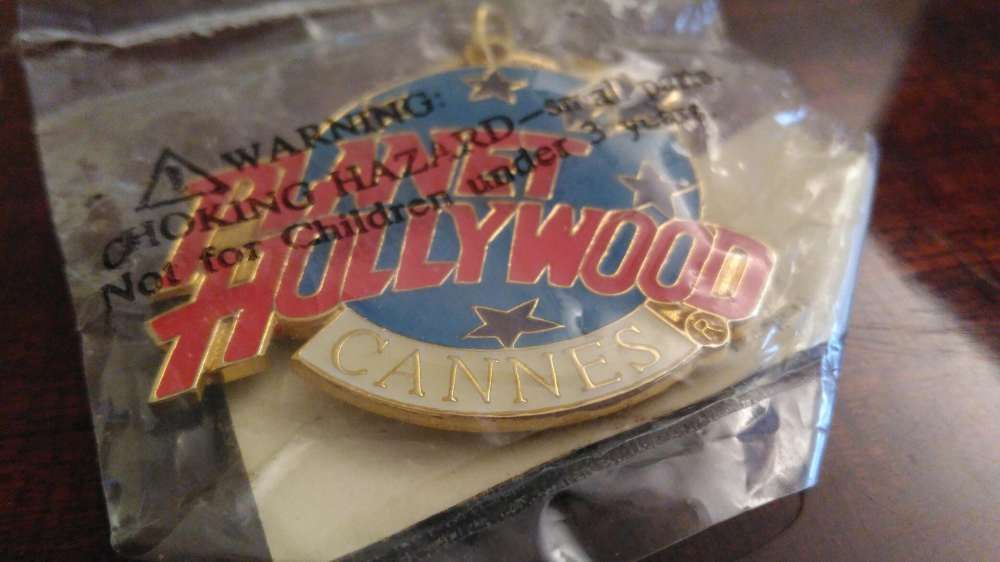 WARNING:
CHOKING HAZARD—Small parts.
Not for Children under 3 years.
PLANET
HOLLYWOOD
®
CANNES